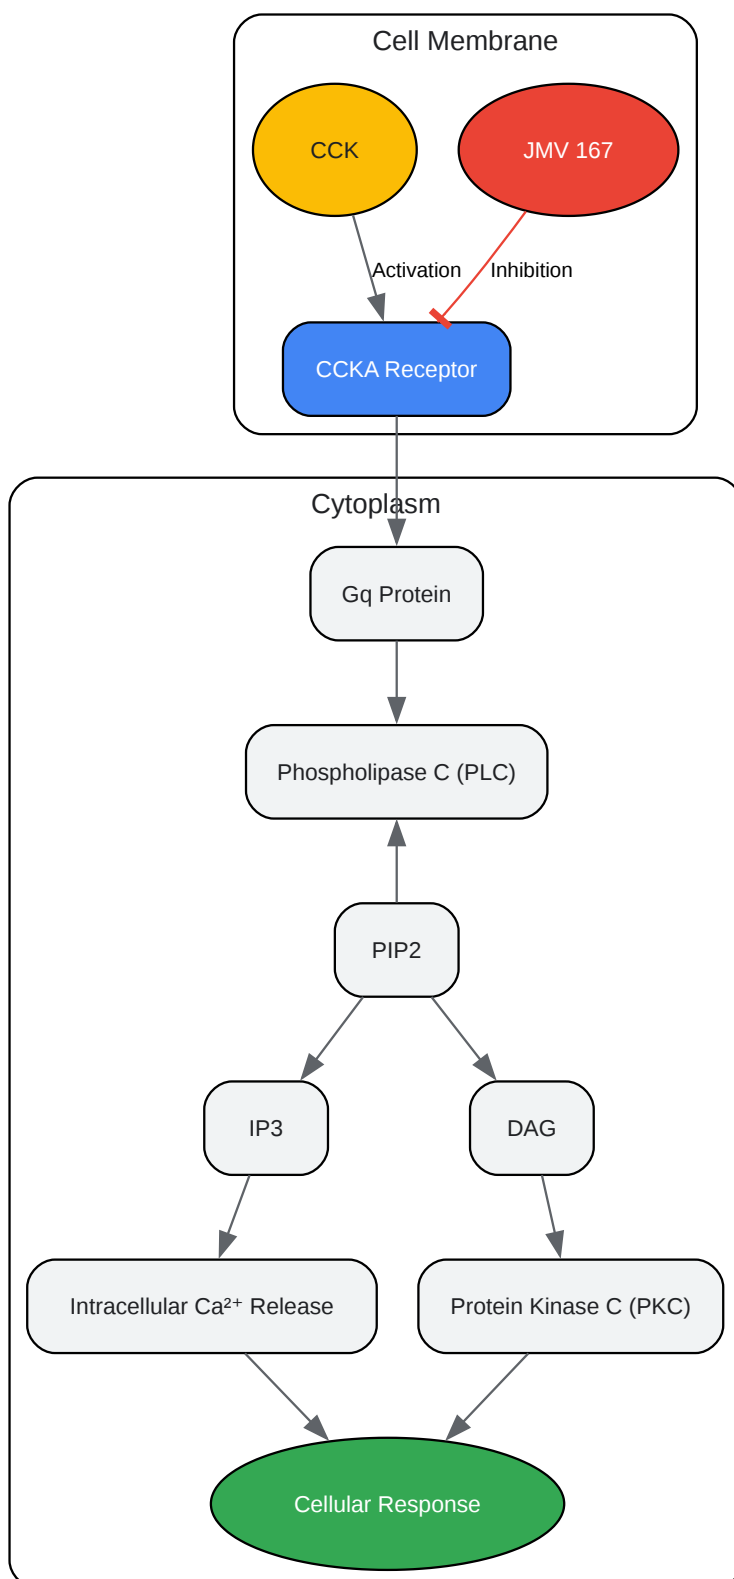 Cell Membrane
CCK
JMV 167
Activation
Inhibition
CCKA Receptor
Cytoplasm
Gq Protein
Phospholipase C (PLC)
PIP2
IP3
DAG
Intracellular Ca²⁺ Release
Protein Kinase C (PKC)
Cellular Response